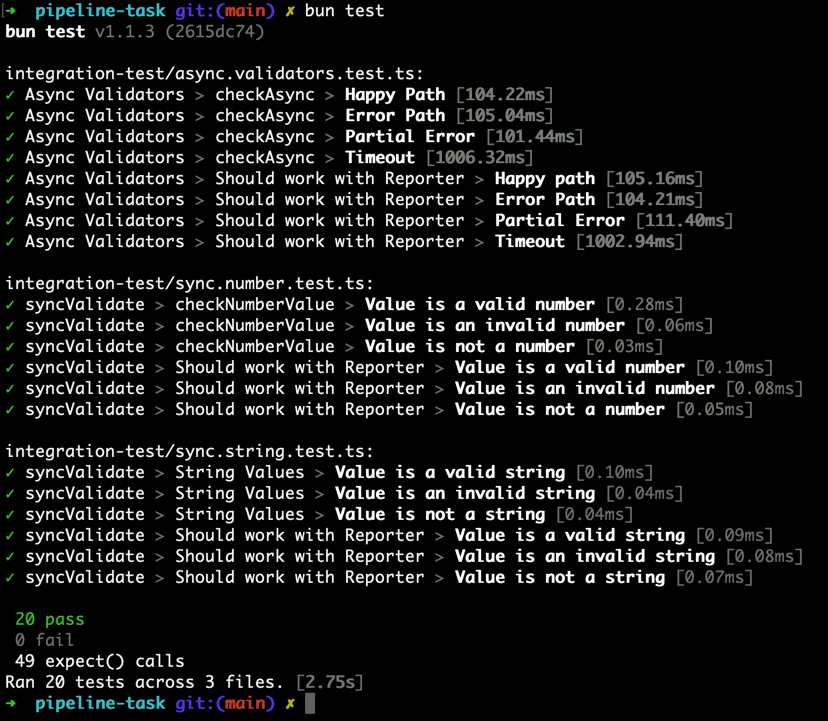 ➜  pipeline-task git:(main) ✗ bun test
bun test v1.1.3 (2615dc74)
integration-test/async.validators.test.ts:
✓ Async Validators > checkAsync > Happy Path [104.22ms]
✓ Async Validators > checkAsync > Error Path [105.04ms]
✓ Async Validators > checkAsync > Partial Error [101.44ms]
✓ Async Validators > checkAsync > Timeout [1006.32ms]
✓ Async Validators > Should work with Reporter > Happy path [105.16ms]
✓ Async Validators > Should work with Reporter > Error Path [104.21ms]
✓ Async Validators > Should work with Reporter > Partial Error [111.40ms]
✓ Async Validators > Should work with Reporter > Timeout [1002.94ms]
integration-test/sync.number.test.ts:
✓ syncValidate > checkNumberValue > Value is a valid number [0.28ms]
✓ syncValidate > checkNumberValue > Value is an invalid number [0.06ms]
✓ syncValidate > checkNumberValue > Value is not a number [0.03ms]
✓ syncValidate > Should work with Reporter > Value is a valid number [0.10ms]
✓ syncValidate > Should work with Reporter > Value is an invalid number [0.08ms]
✓ syncValidate > Should work with Reporter > Value is not a number [0.05ms]
integration-test/sync.string.test.ts:
✓ syncValidate > String Values > Value is a valid string [0.10ms]
✓ syncValidate > String Values > Value is an invalid string [0.04ms]
✓ syncValidate > String Values > Value is not a string [0.04ms]
✓ syncValidate > Should work with Reporter > Value is a valid string [0.09ms]
✓ syncValidate > Should work with Reporter > Value is an invalid string [0.08ms]
✓ syncValidate > Should work with Reporter > Value is not a string [0.07ms]
20 pass
0 fail
49 expect() calls
Ran 20 tests across 3 files. [2.75s]
➜  pipeline-task git:(main) ✗